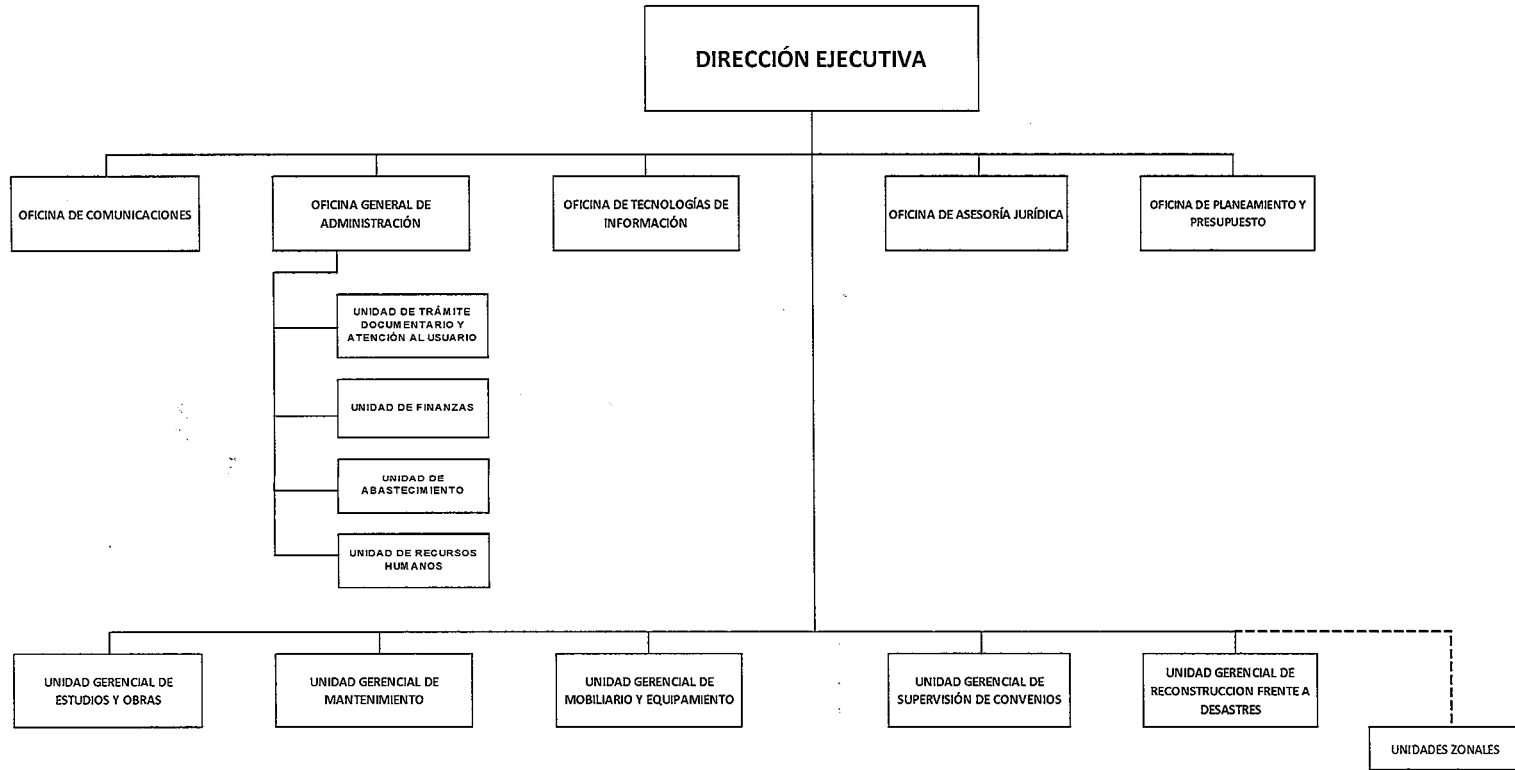 DIRECCIÓN EJECUTIVA
OFICINA DE COMUNICACIONES
OFICINA GENERAL DE
ADMINISTRACIÓN
OFICINA DE TECNOLOGÍAS DE
INFORMACIÓN
OFICINA DE ASESORÍA JURÍDICA
OFICINA DE PLANEAMIENTO Y
PRESUPUESTO
UNIDAD DE TRÁMITE
DOCUMENTARIO Y
ATENCIÓN AL USUARIO
UNIDAD DE FINANZAS
UNIDAD DE
ABASTECIMIENTO
UNIDAD DE RECURSOS
HUMANOS
UNIDAD GERENCIAL DE
ESTUDIOS Y OBRAS
UNIDAD GERENCIAL DE
MANTENIMIENTO
UNIDAD GERENCIAL DE
MOBILIARIO Y EQUIPAMIENTO
UNIDAD GERENCIAL DE
SUPERVISIÓN DE CONVENIOS
UNIDAD GERENCIAL DE
RECONSTRUCCION FRENTE A
DESASTRES
UNIDADES ZONALES